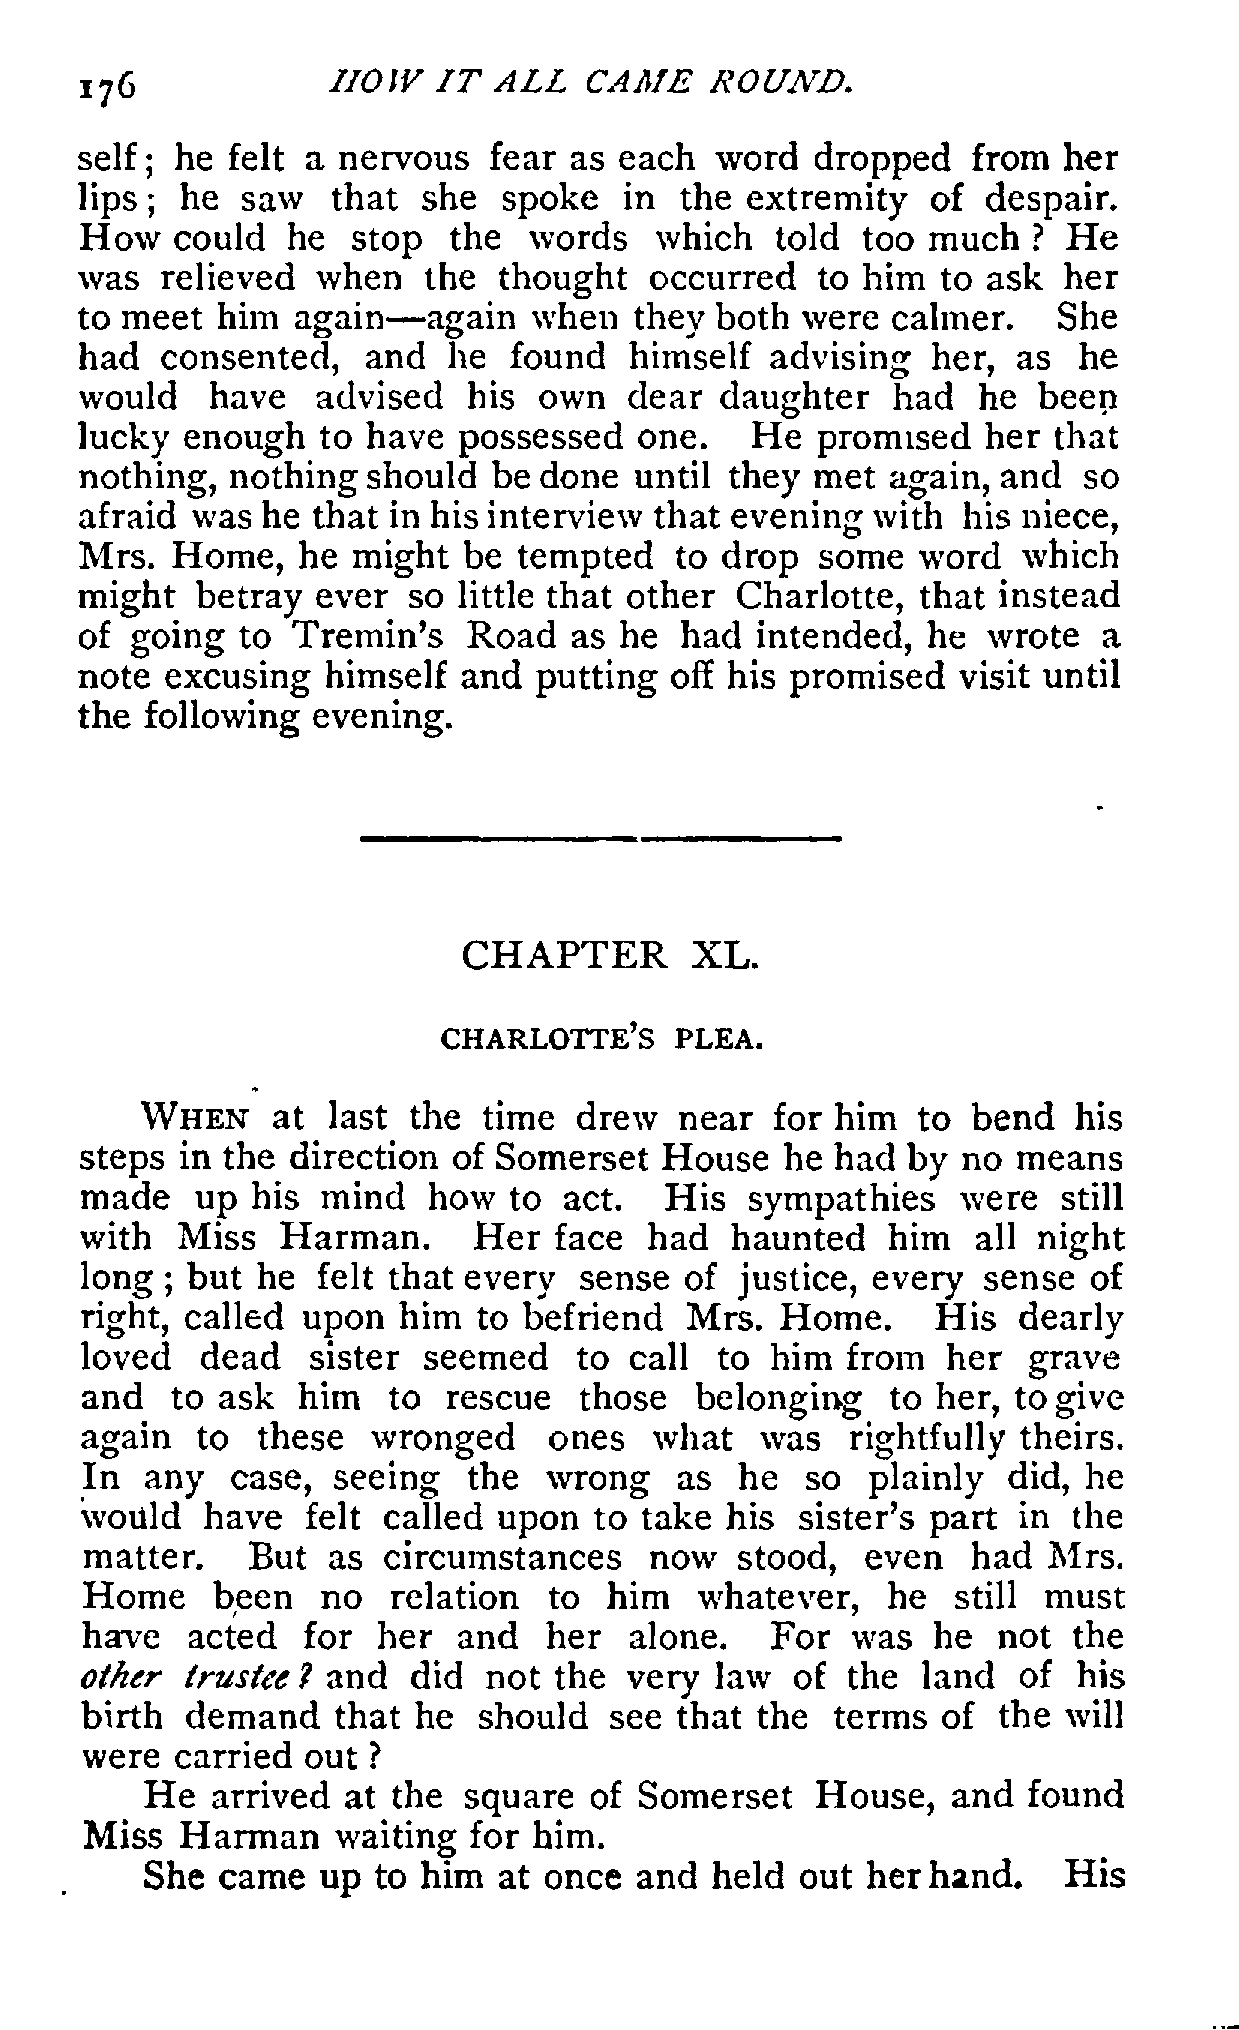 176 HOW IT ALL CAME ROUND.
self; he felt a nervous fear as each word dropped from her
lips; he saw that she spoke in the extremity of despair.
How could he stop the words which told too much? He
was relieved when the thought occurred to him to ask her
to meet him again—again when they both were calmer. She
had consented, and he found himself advising her, as he
would have advised his own dear daughter had he been
lucky enough to have possessed one. He promised her that
nothing, nothing should be done until they met again, and so
afraid was he that in his interview that evening with his niece,
Mrs. Home, he might be tempted to drop some word which
might betray ever so little that other Charlotte, that instead
of going to Tremin's Road as he had intended, he wrote a
note excusing himself and putting off his promised visit until
the following evening.
CHAPTER XL.
CHARLOTTE'S PLEA.
WHEN at last the time drew near for him to bend his
steps in the direction of Somerset House he had by no means
made up his mind how to act. His sympathies were still
with Miss Harman. Her face had haunted him all night
long; but he felt that every sense of justice, every sense of
right, called upon him to befriend Mrs. Home. His dearly
loved dead sister seemed to call to him from her grave
and to ask him to rescue those belonging to her, to give
again to these wronged ones what was rightfully theirs.
In any case, seeing the wrong as he so plainly did, he
would have felt called upon to take his sister's part in the
matter. But as circumstances now stood, even had Mrs.
Home been no relation to him whatever, he still must
have acted for her and her alone. For was he not the
other trustee? and did not the very law of the land of his
birth demand that he should see that the terms of the will
were carried out?
He arrived at the square of Somerset House, and found
Miss Harman waiting for him.
She came up to him at once and held out her hand. His